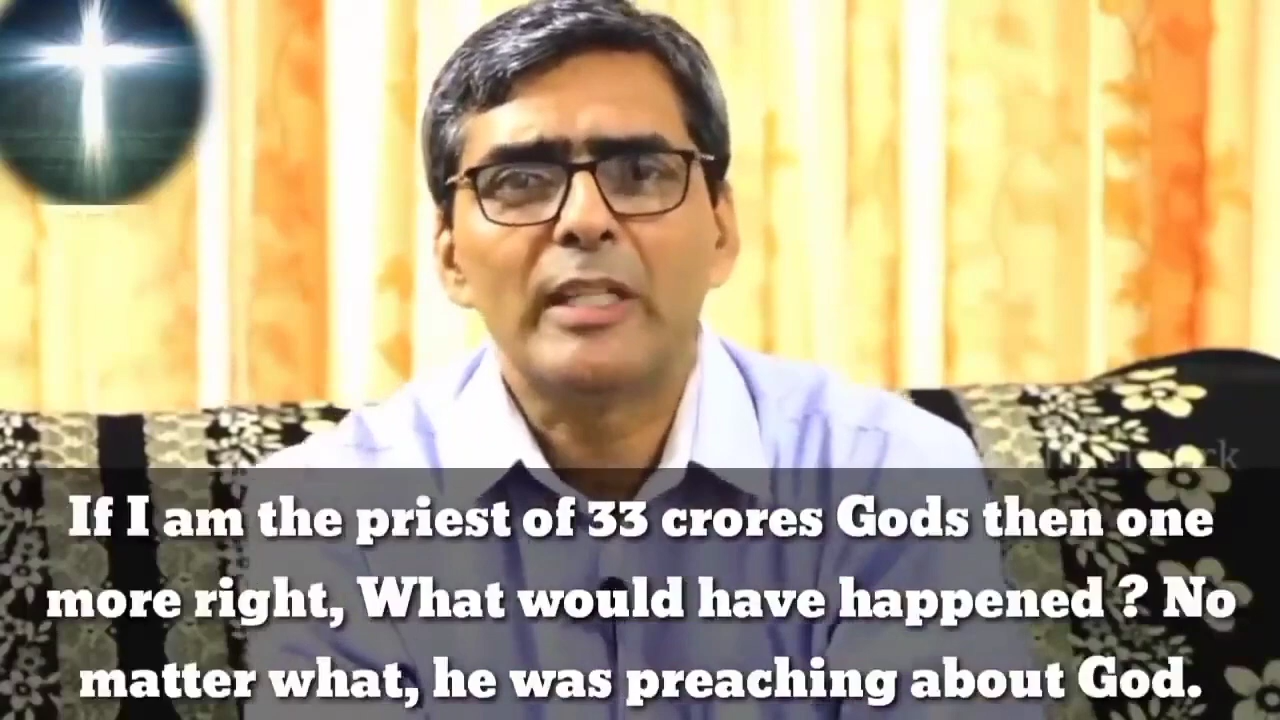 If I am the priest of 33 crores Gods then one
more right, What would have happened ? No
matter what, he was preaching about God.